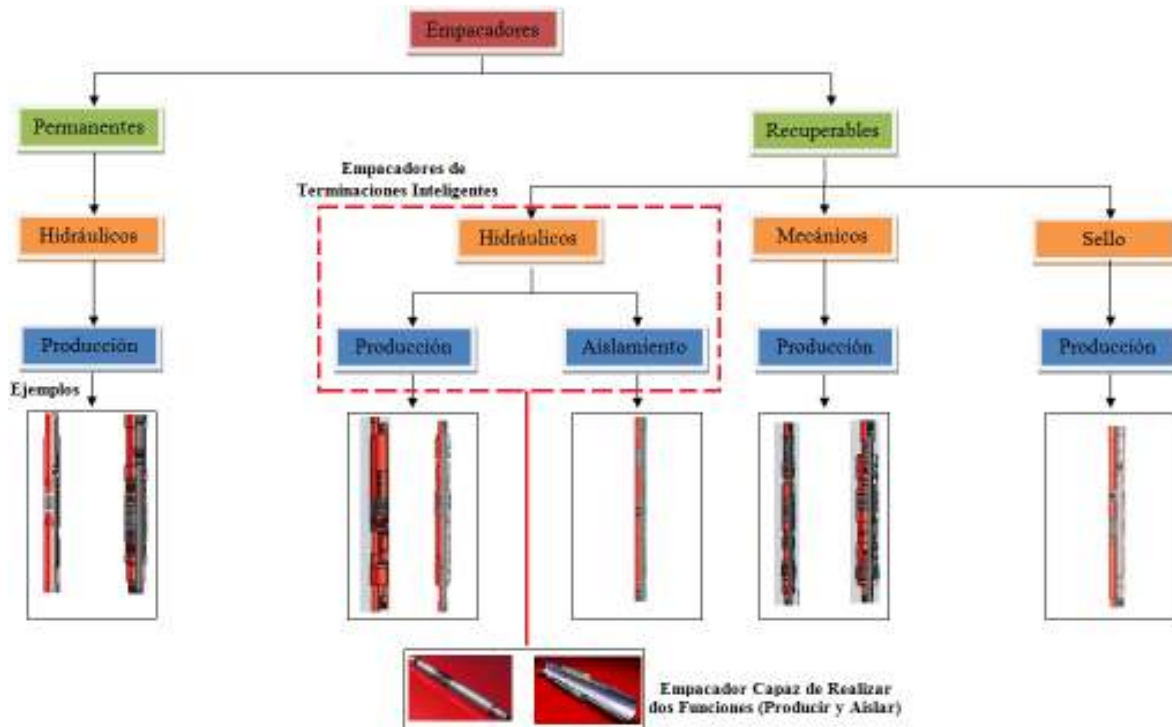 Empacadores
Permanentes
Recuperables
Empacadores de
Terminaciones Inteligentes
Hidráulicos
Hidráulicos
Mecánicos
Sello
Producción
Producción
Aislamiento
Producción
Producción
Ejemplos
Empacador Capaz de Realizar
dos Funciones (Producir y Aislar)